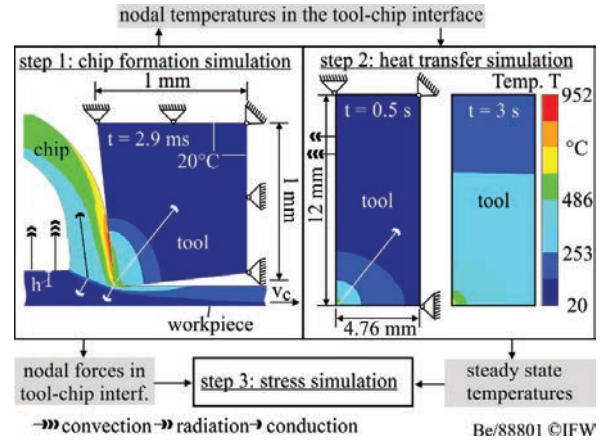 nodal temperatures in the tool-chip interface
step 1: chip formation simulation
1 mm
t = 2.9 ms
20°C
chip
tool
1 mm
h
v_c
workpiece
step 2: heat transfer simulation
Temp. T
t = 0.5 s
t = 3 s
952
°C
12 mm
tool
486
253
20
4.76 mm
nodal forces in
tool-chip interf.
step 3: stress simulation
steady state
temperatures
convection radiation conduction
Be/88801 ©IFW